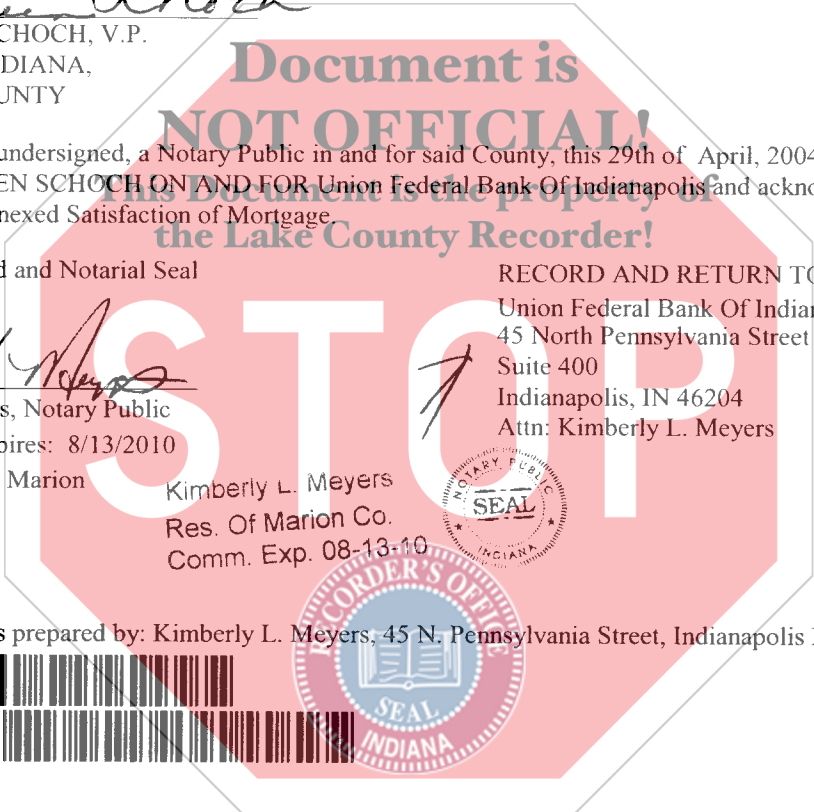 CHOCH, V.P.
DIANA,
UNTY
Document is
NOT OFFICIAL!
undersigned, a Notary Public in and for said County, this 29th of April, 2004
EN SCHOCH ON AND FOR Union Federal Bank Of Indianapolis and ackno
This Document is the property of
nexed Satisfaction of Mortgage.
the Lake County Recorder!
d and Notarial Seal
RECORD AND RETURN TO
Union Federal Bank Of Indian
45 North Pennsylvania Street
Suite 400
Indianapolis, IN 46204
Attn: Kimberly L. Meyers
STOP
s, Notary Public
pires: 8/13/2010
Marion
Kimberly L. Meyers
Res. Of Marion Co.
Comm. Exp. 08-13-10
NOTARY PUBLIC
SEAL
INDIANA
s prepared by: Kimberly L. Meyers, 45 N. Pennsylvania Street, Indianapolis
RECORDER'S OFFICE
SEAL
INDIANA